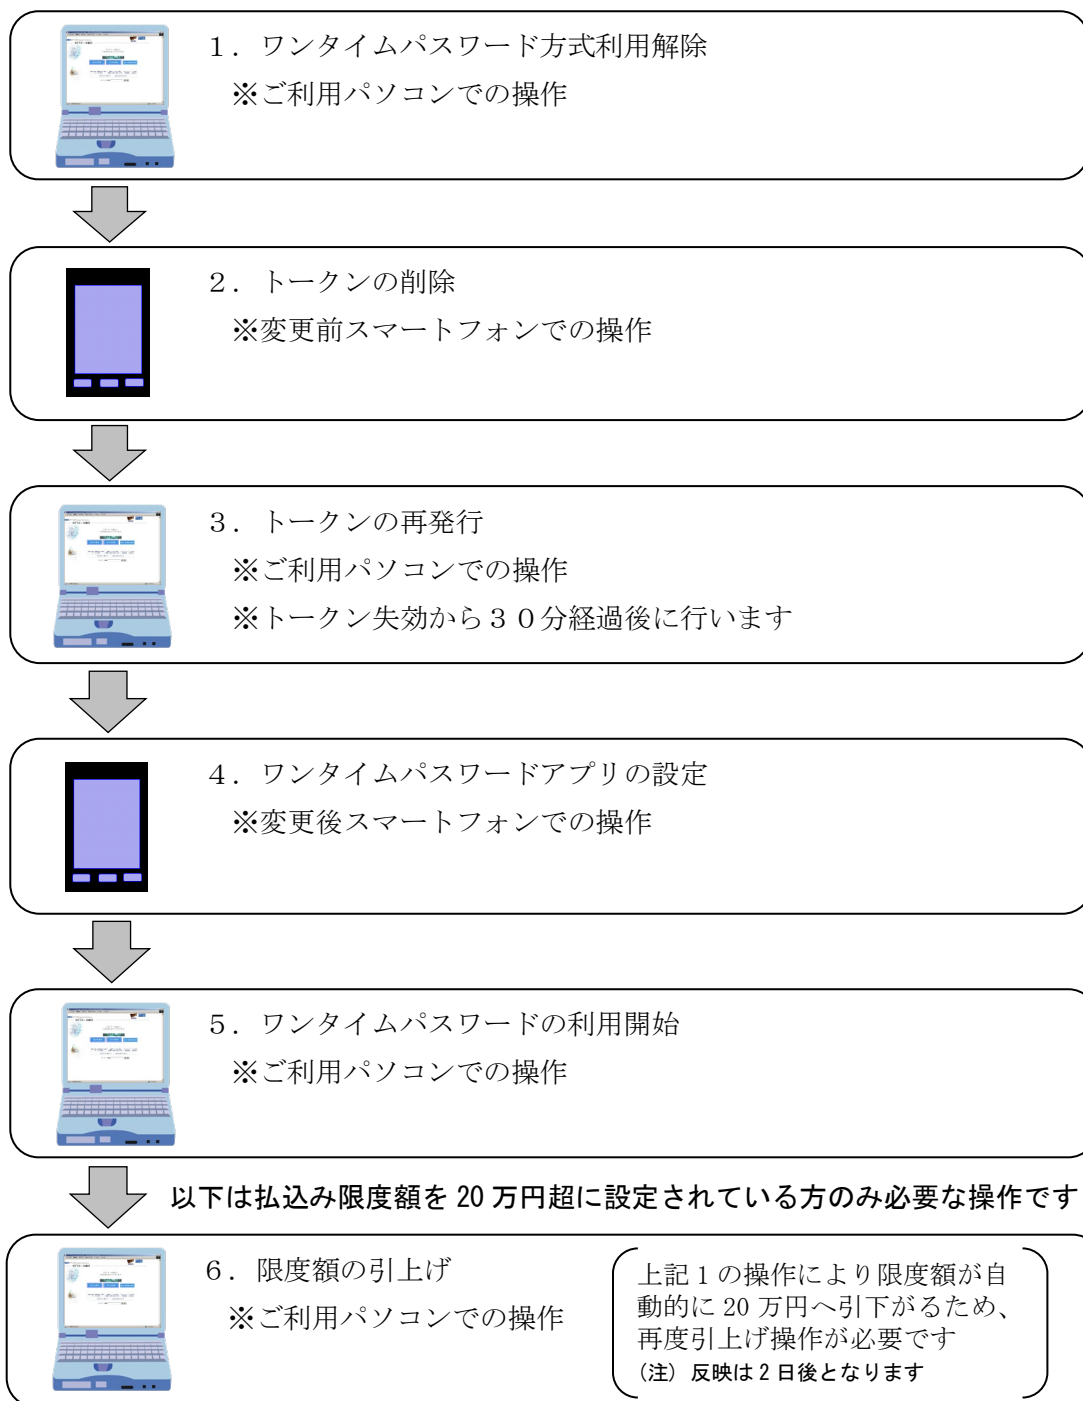 １．ワンタイムパスワード方式利用解除
※ご利用パソコンでの操作
２．トークンの削除
※変更前スマートフォンでの操作
３．トークンの再発行
※ご利用パソコンでの操作
※トークン失効から３０分経過後に行います
４．ワンタイムパスワードアプリの設定
※変更後スマートフォンでの操作
５．ワンタイムパスワードの利用開始
※ご利用パソコンでの操作
以下は払込み限度額を 20 万円超に設定されている方のみ必要な操作です
６．限度額の引上げ
※ご利用パソコンでの操作
上記 1 の操作により限度額が自
動的に 20 万円へ引下がるため、
再度引上げ操作が必要です
（注）反映は 2 日後となります